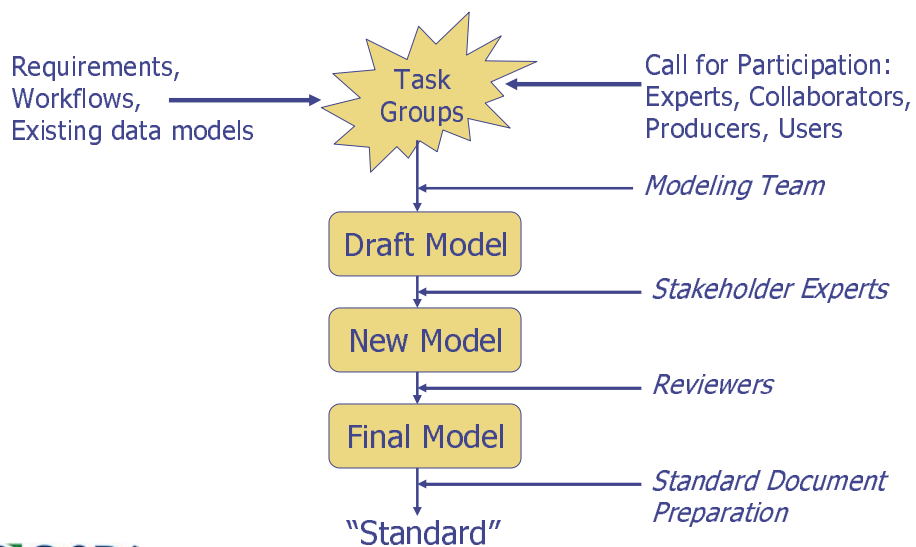 Requirements,
Workflows,
Existing data models
Task
Groups
Call for Participation:
Experts, Collaborators,
Producers, Users
Modeling Team
Draft Model
Stakeholder Experts
New Model
Reviewers
Final Model
Standard Document
Preparation
“Standard”